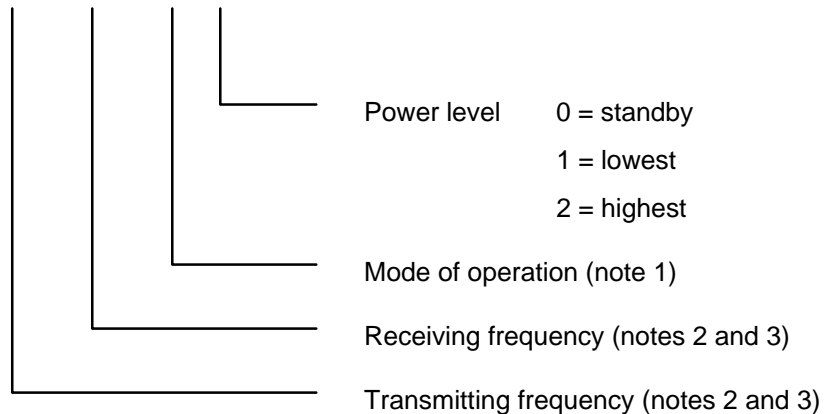 Power level 0 = standby
1 = lowest
2 = highest
Mode of operation (note 1)
Receiving frequency (notes 2 and 3)
Transmitting frequency (notes 2 and 3)